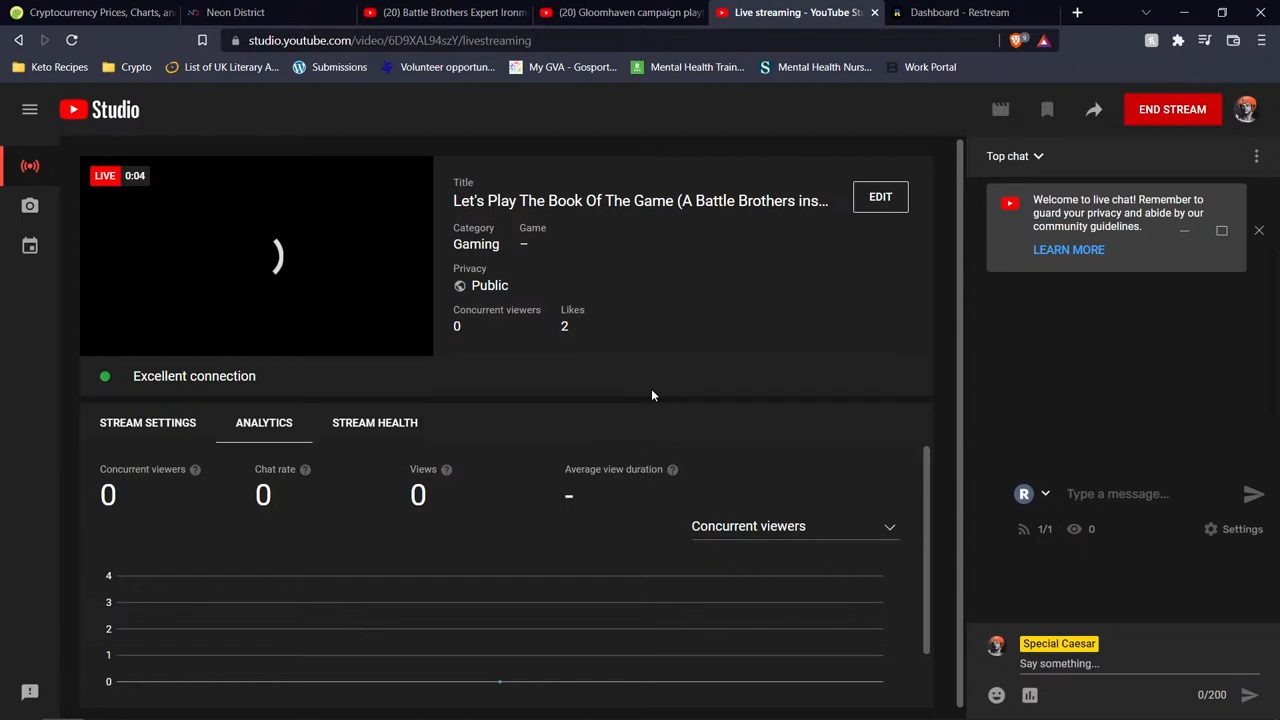 Cryptocurrency Prices, Charts, an
Neon District
(20) Battle Brothers Expert Ironm
(20) Gloomhaven campaign play
Live streaming - YouTube St
Dashboard - Restream
studio.youtube.com/video/6D9XAL94szY/livestreaming
9
Keto Recipes
Crypto
List of UK Literary A...
Submissions
Volunteer opportun...
My GVA - Gosport...
Mental Health Train...
Mental Health Nurs...
Work Portal
Studio
END STREAM
LIVE 0:04
Title
Let's Play The Book Of The Game (A Battle Brothers ins...
EDIT
Category
Game
Gaming
–
Privacy
Public
Concurrent viewers
Likes
0
2
Excellent connection
STREAM SETTINGS
ANALYTICS
STREAM HEALTH
Concurrent viewers
Chat rate
Views
Average view duration
0
0
0
-
Concurrent viewers
4
3
2
1
0
Top chat
Welcome to live chat! Remember to
guard your privacy and abide by our
community guidelines.
LEARN MORE
R
Type a message...
1/1
0
Settings
Special Caesar
Say something...
0/200